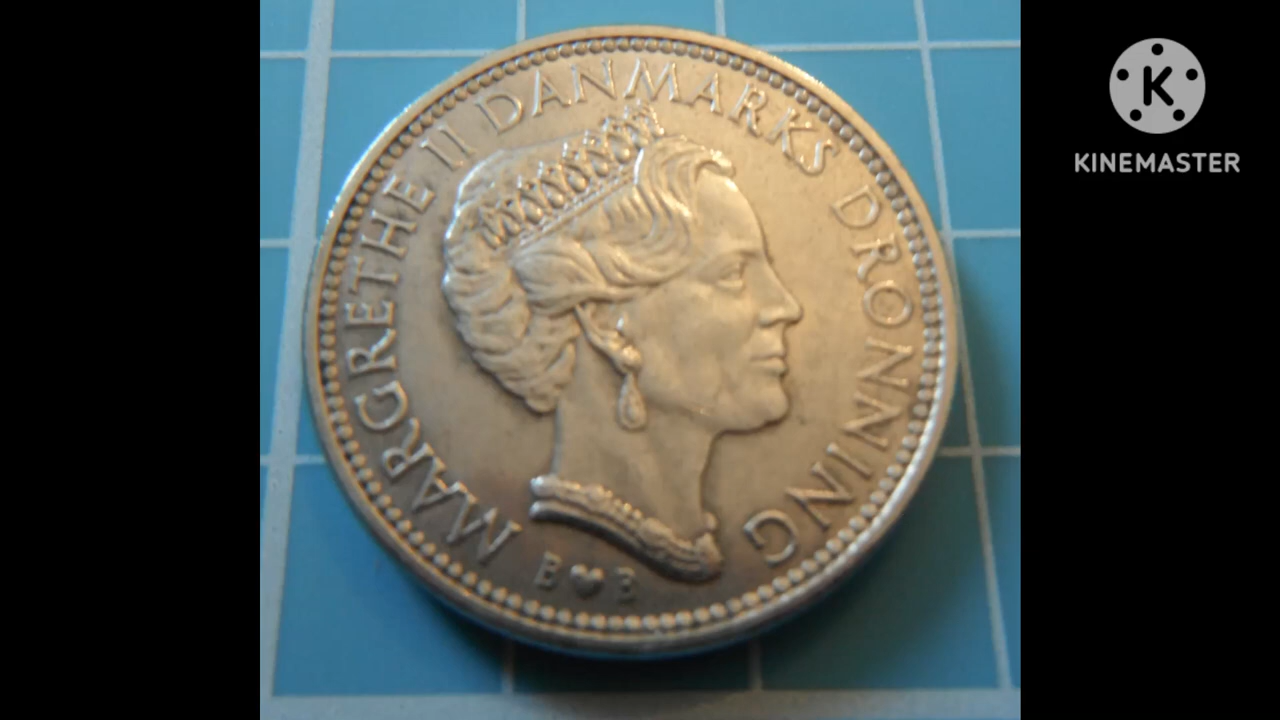 MARGRETHE II DANMARKS DRONNING
B ♥ B
K
KINEMASTER